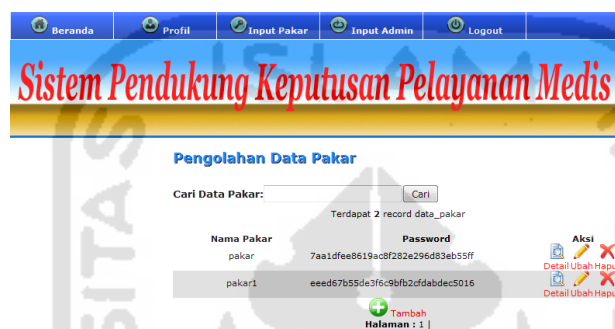 Beranda Profil Input Pakar Input Admin Logout
Sistem Pendukung Keputusan Pelayanan Medis
Pengolahan Data Pakar
Cari Data Pakar: Cari
Terdapat 2 record data_pakar
Nama Pakar Password Aksi
pakar 7aa1dfee8619ac8f282e296d83eb55ff
Detail Ubah Hapu
pakar1 eeed67b55de3f6c9bfb2cfdabdec5016
Detail Ubah Hapu
Tambah
Halaman : 1 |